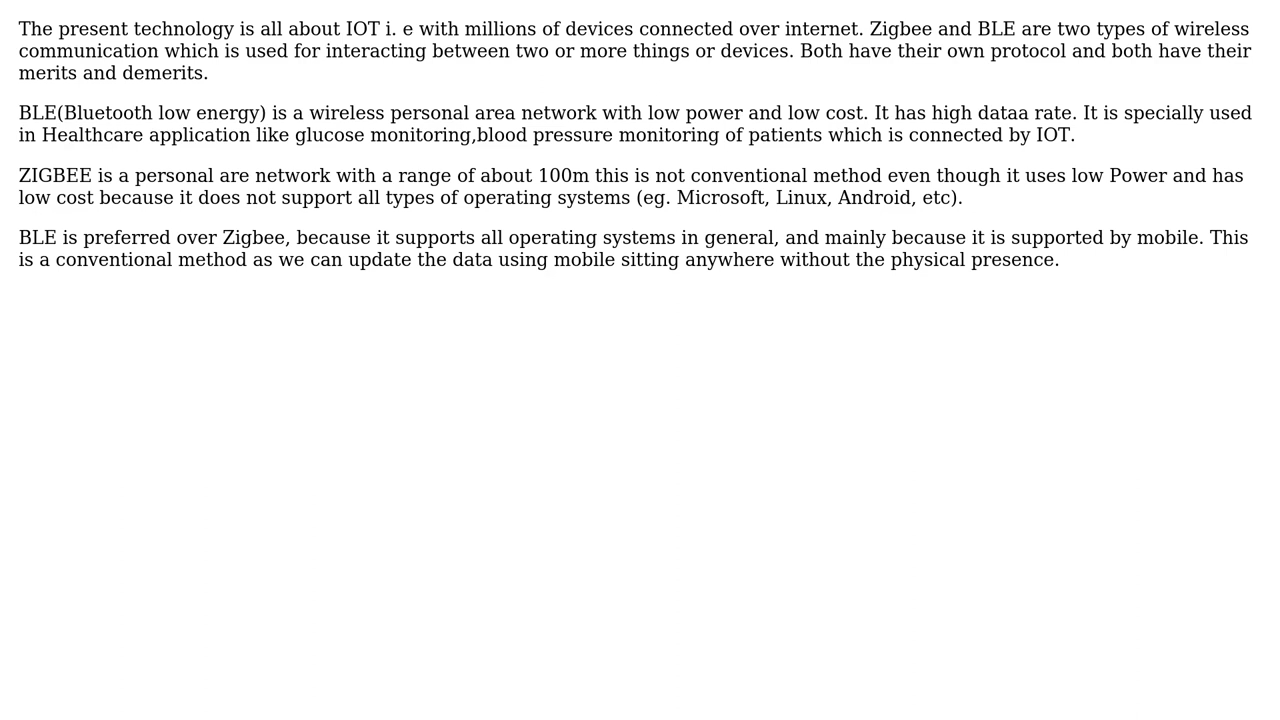 The present technology is all about IOT i. e with millions of devices connected over internet. Zigbee and BLE are two types of wireless
communication which is used for interacting between two or more things or devices. Both have their own protocol and both have their
merits and demerits.
BLE(Bluetooth low energy) is a wireless personal area network with low power and low cost. It has high dataa rate. It is specially used
in Healthcare application like glucose monitoring,blood pressure monitoring of patients which is connected by IOT.
ZIGBEE is a personal are network with a range of about 100m this is not conventional method even though it uses low Power and has
low cost because it does not support all types of operating systems (eg. Microsoft, Linux, Android, etc).
BLE is preferred over Zigbee, because it supports all operating systems in general, and mainly because it is supported by mobile. This
is a conventional method as we can update the data using mobile sitting anywhere without the physical presence.